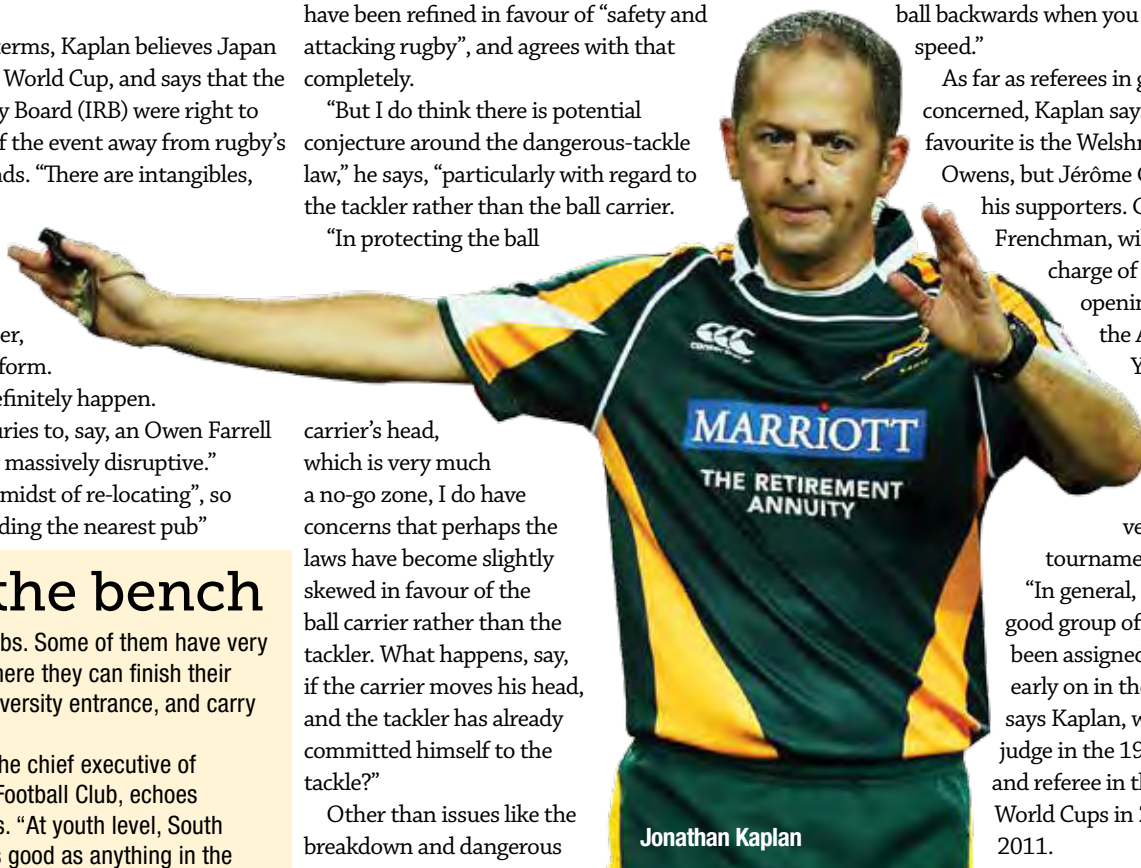 terms, Kaplan believes Japan
World Cup, and says that the
y Board (IRB) were right to
f the event away from rugby’s
ds. “There are intangibles,
er,
form.
efinitely happen.
uries to, say, an Owen Farrell
massively disruptive.”
midst of re-locating”, so
ding the nearest pub”
the bench
bs. Some of them have very
here they can finish their
versity entrance, and carry
he chief executive of
Football Club, echoes
s. “At youth level, South
s good as anything in the
have been refined in favour of “safety and
attacking rugby”, and agrees with that
completely.
“But I do think there is potential
conjecture around the dangerous-tackle
law,” he says, “particularly with regard to
the tackler rather than the ball carrier.
“In protecting the ball
carrier’s head,
which is very much
a no-go zone, I do have
concerns that perhaps the
laws have become slightly
skewed in favour of the
ball carrier rather than the
tackler. What happens, say,
if the carrier moves his head,
and the tackler has already
committed himself to the
tackle?”
Other than issues like the
breakdown and dangerous
canterbury
MARRIOTT
THE RETIREMENT
ANNUITY
Jonathan Kaplan
ball backwards when you
speed.”
As far as referees in g
concerned, Kaplan say
favourite is the Welshm
Owens, but Jérôme G
his supporters. G
Frenchman, wil
charge of
openin
the A
Y
ve
tourname
“In general,
good group of
been assigned
early on in the
says Kaplan, w
judge in the 19
and referee in th
World Cups in 2
2011.